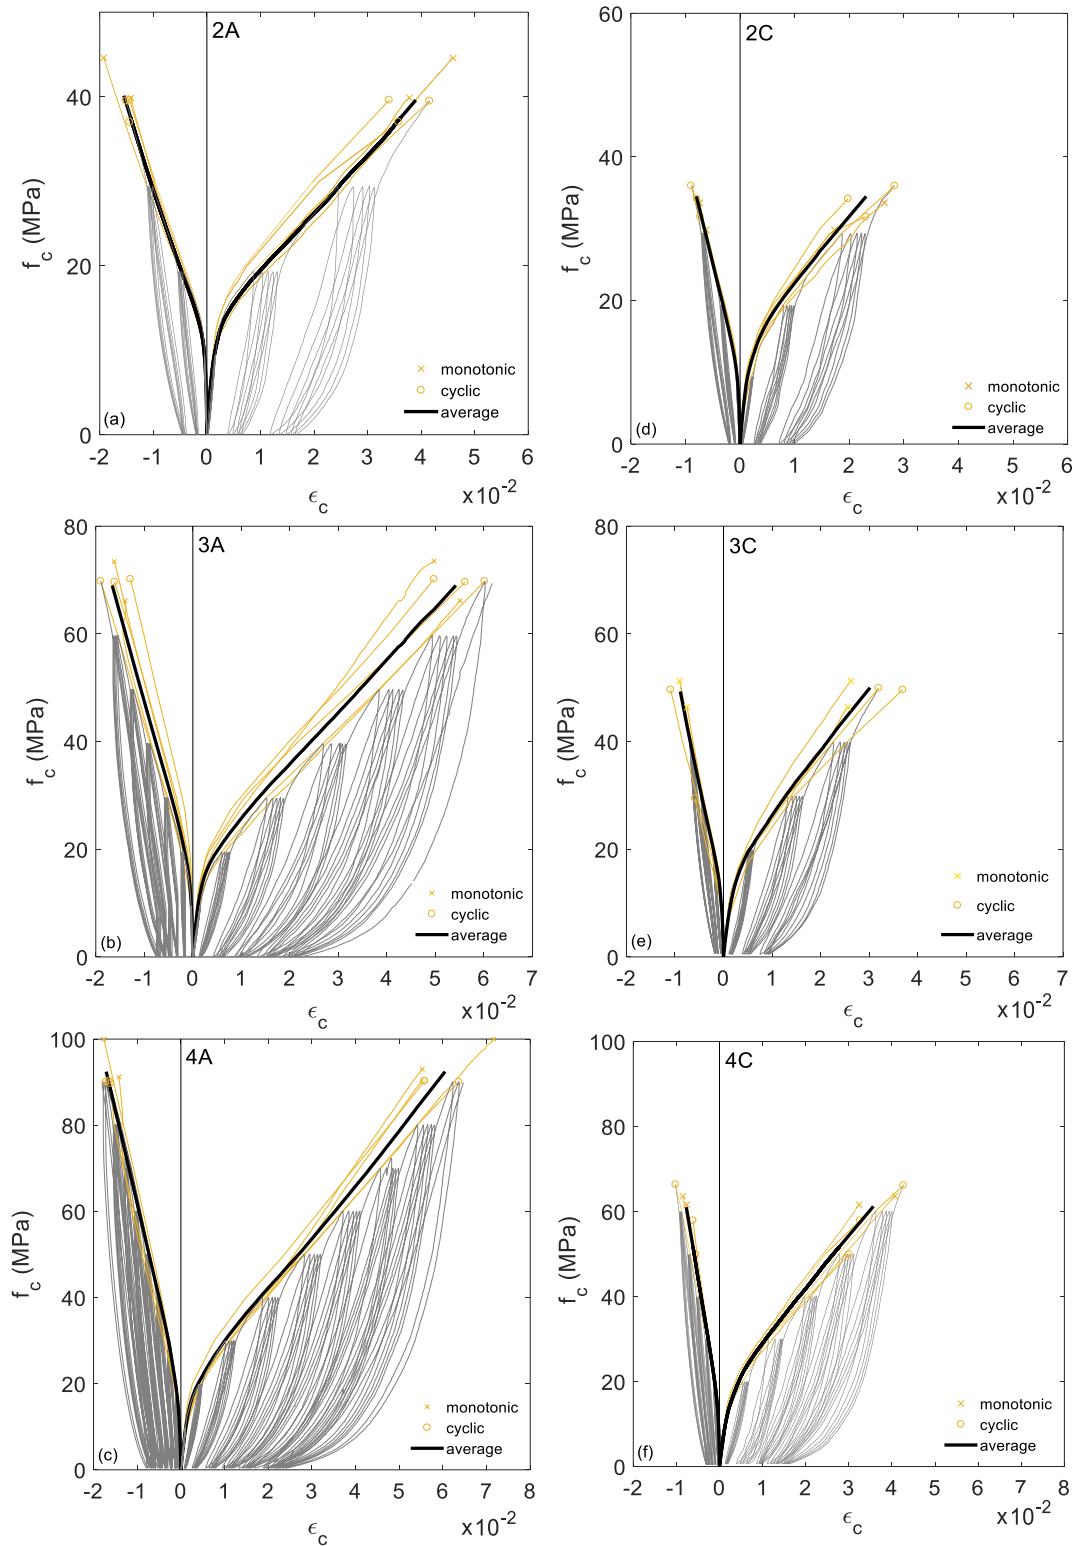 2A
f_c (MPa)
40
20
0
monotonic
cyclic
average
(a)
-2 -1 0 1 2 3 4 5 6
ϵ_c x10^-2
2C
f_c (MPa)
60
40
20
0
monotonic
cyclic
average
(d)
-2 -1 0 1 2 3 4 5 6
ϵ_c x10^-2
3A
f_c (MPa)
80
60
40
20
0
monotonic
cyclic
average
(b)
-2 -1 0 1 2 3 4 5 6 7
ϵ_c x10^-2
3C
f_c (MPa)
80
60
40
20
0
monotonic
cyclic
average
(e)
-2 -1 0 1 2 3 4 5 6 7
ϵ_c x10^-2
4A
f_c (MPa)
100
80
60
40
20
0
monotonic
cyclic
average
(c)
-2 -1 0 1 2 3 4 5 6 7 8
ϵ_c x10^-2
4C
f_c (MPa)
100
80
60
40
20
0
monotonic
cyclic
average
(f)
-2 -1 0 1 2 3 4 5 6 7 8
ϵ_c x10^-2